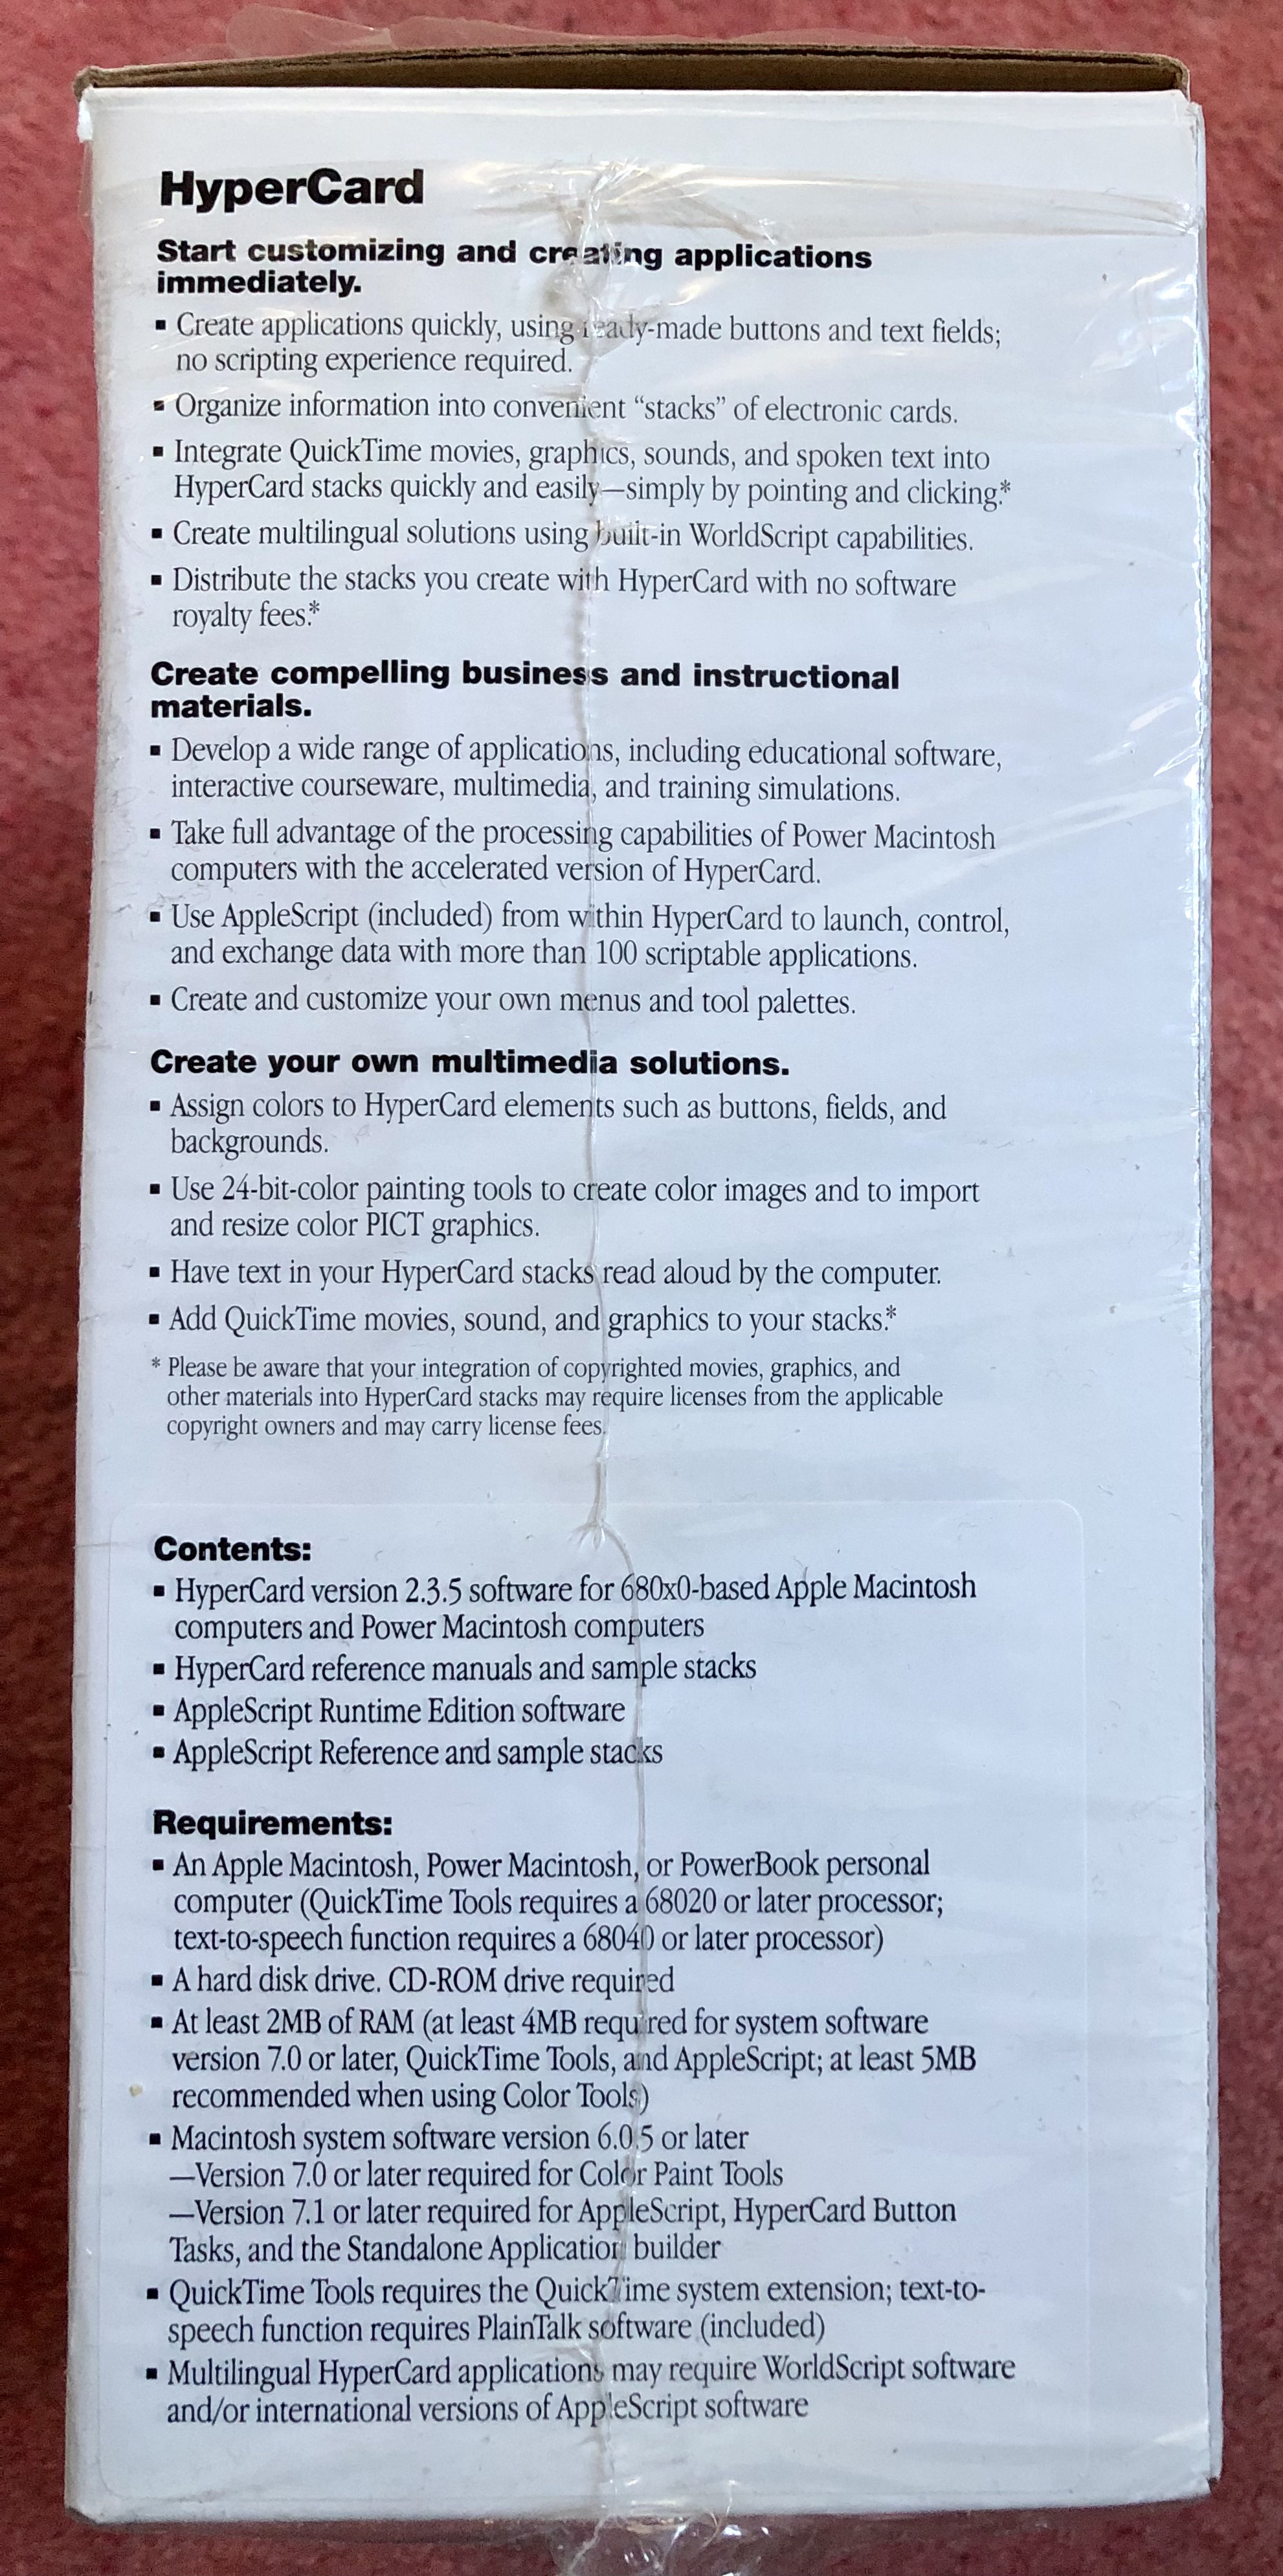 HyperCard
Start customizing and creating applications
immediately.
▪ Create applications quickly, using ready-made buttons and text fields;
no scripting experience required.
▪ Organize information into convenient “stacks” of electronic cards.
▪ Integrate QuickTime movies, graphics, sounds, and spoken text into
HyperCard stacks quickly and easily—simply by pointing and clicking.*
▪ Create multilingual solutions using built-in WorldScript capabilities.
▪ Distribute the stacks you create with HyperCard with no software
royalty fees.*
Create compelling business and instructional
materials.
▪ Develop a wide range of applications, including educational software,
interactive courseware, multimedia, and training simulations.
▪ Take full advantage of the processing capabilities of Power Macintosh
computers with the accelerated version of HyperCard.
▪ Use AppleScript (included) from within HyperCard to launch, control,
and exchange data with more than 100 scriptable applications.
▪ Create and customize your own menus and tool palettes.
Create your own multimedia solutions.
▪ Assign colors to HyperCard elements such as buttons, fields, and
backgrounds.
▪ Use 24-bit-color painting tools to create color images and to import
and resize color PICT graphics.
▪ Have text in your HyperCard stacks read aloud by the computer.
▪ Add QuickTime movies, sound, and graphics to your stacks.*
* Please be aware that your integration of copyrighted movies, graphics, and
other materials into HyperCard stacks may require licenses from the applicable
copyright owners and may carry license fees.
Contents:
▪ HyperCard version 2.3.5 software for 680x0-based Apple Macintosh
computers and Power Macintosh computers
▪ HyperCard reference manuals and sample stacks
▪ AppleScript Runtime Edition software
▪ AppleScript Reference and sample stacks
Requirements:
▪ An Apple Macintosh, Power Macintosh, or PowerBook personal
computer (QuickTime Tools requires a 68020 or later processor;
text-to-speech function requires a 68040 or later processor)
▪ A hard disk drive. CD-ROM drive required
▪ At least 2MB of RAM (at least 4MB required for system software
version 7.0 or later, QuickTime Tools, and AppleScript; at least 5MB
recommended when using Color Tools)
▪ Macintosh system software version 6.0.5 or later
—Version 7.0 or later required for Color Paint Tools
—Version 7.1 or later required for AppleScript, HyperCard Button
Tasks, and the Standalone Application builder
▪ QuickTime Tools requires the QuickTime system extension; text-to-
speech function requires PlainTalk software (included)
▪ Multilingual HyperCard applications may require WorldScript software
and/or international versions of AppleScript software